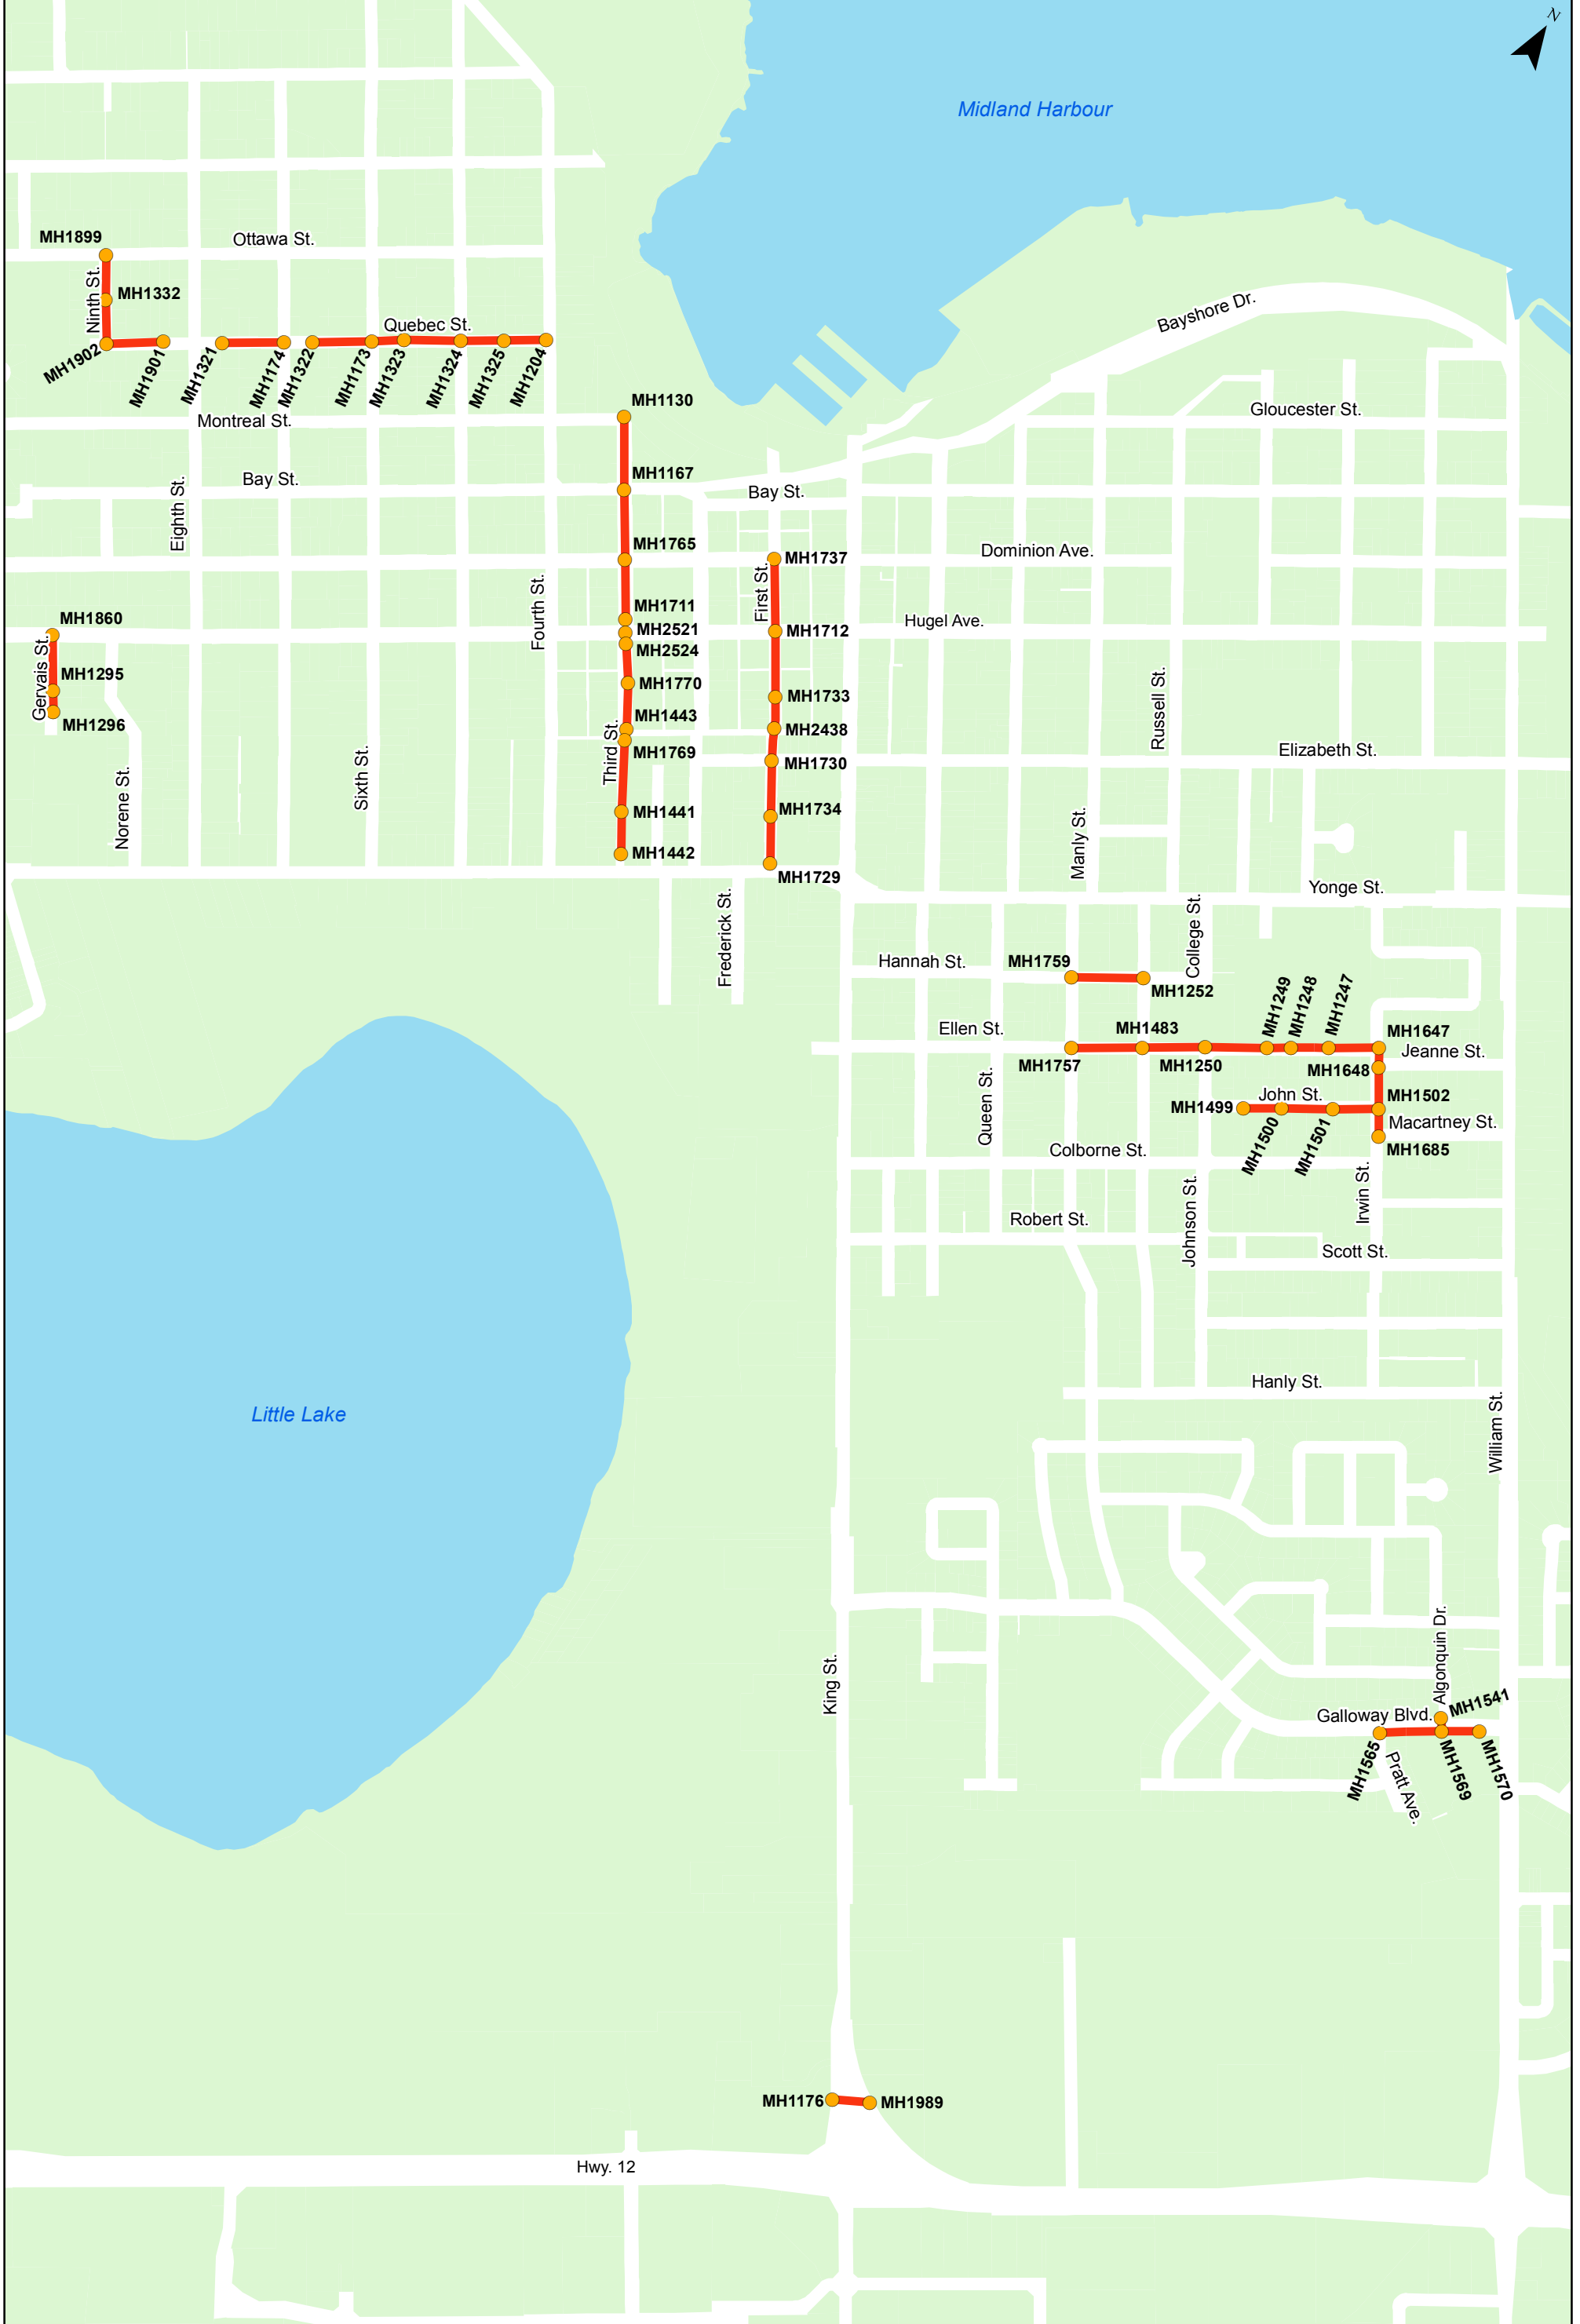 N
Midland Harbour
MH1899
Ottawa St.
Ninth St.
MH1332
Bayshore Dr.
Quebec St.
MH1902
MH1901
MH1321
MH1174
MH1322
MH1173
MH1323
MH1324
MH1325
MH1204
MH1130
Gloucester St.
Montreal St.
MH1167
Bay St.
Bay St.
Eighth St.
MH1765
Dominion Ave.
MH1737
First St.
Fourth St.
MH1860
MH1711
Hugel Ave.
MH2521
MH1712
MH2524
Gervais St.
MH1295
MH1770
MH1733
Russell St.
MH1296
MH1443
MH2438
Third St.
MH1769
Elizabeth St.
MH1730
Sixth St.
Norene St.
MH1441
MH1734
Manly St.
MH1442
MH1729
Yonge St.
Frederick St.
College St.
Hannah St.
MH1759
MH1252
MH1249
MH1248
MH1247
Ellen St.
MH1483
MH1647
Jeanne St.
MH1757
MH1250
MH1648
John St.
MH1502
MH1499
Queen St.
Macartney St.
MH1500
MH1501
MH1685
Colborne St.
Irwin St.
Johnson St.
Robert St.
Scott St.
Hanly St.
Little Lake
William St.
King St.
Algonquin Dr.
MH1541
Galloway Blvd.
MH1565
Pratt Ave.
MH1569
MH1570
MH1176
MH1989
Hwy. 12